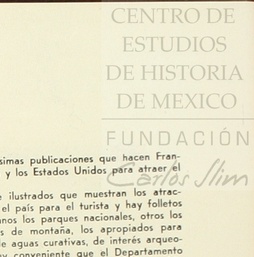 CENTRO DE
ESTUDIOS
DE HISTORIA
DE MEXICO
FUNDACIÓN
Carlos Slim
simas publicaciones que hacen Fran-
y los Estados Unidos para atraer él
e ilustrados que muestran los atrac-
el país para el turista y hay folletos
nos los parques nacionales, otros los
s de montaña, los apropiados para
e aguas curativas, de interés arqueo-
y conveniente que el Departamento